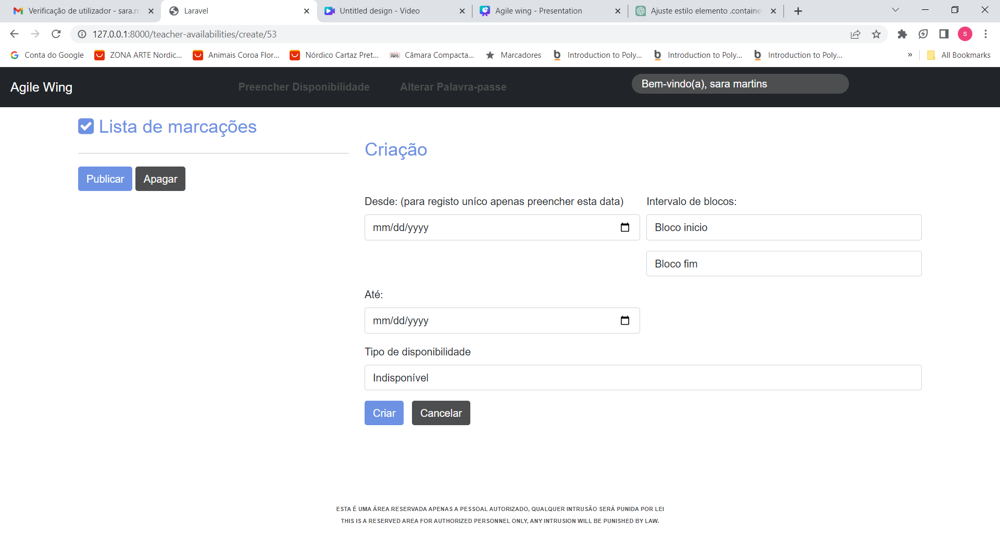 Verificação de utilizador - sara.
Laravel
Untitled design - Video
Agile wing - Presentation
Ajuste estilo elemento .containe
127.0.0.1:8000/teacher-availabilities/create/53
s
Conta do Google
ZONA ARTE Nordic...
Animais Coroa Flor...
Nórdico Cartaz Pret...
FOTO
Câmara Compacta...
Marcadores
b Introduction to Poly...
b Introduction to Poly...
b Introduction to Poly...
»
All Bookmarks
Agile Wing
Preencher Disponibilidade
Alterar Palavra-passe
Bem-vindo(a), sara martins
Lista de marcações
Publicar
Apagar
Criação
Desde: (para registo uníco apenas preencher esta data)
Intervalo de blocos:
mm/dd/yyyy
Bloco inicio
Bloco fim
Até:
mm/dd/yyyy
Tipo de disponibilidade
Indisponível
Criar
Cancelar
ESTA É UMA ÁREA RESERVADA APENAS A PESSOAL AUTORIZADO, QUALQUER INTRUSÃO SERÁ PUNIDA POR LEI
THIS IS A RESERVED AREA FOR AUTHORIZED PERSONNEL ONLY, ANY INTRUSION WILL BE PUNISHED BY LAW.